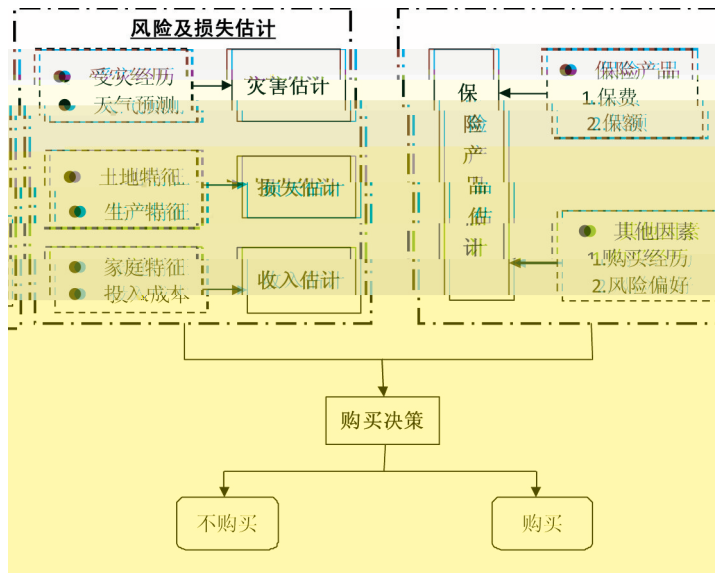 风险及损失估计
受灾经历
天气预测
灾害估计
土地特征
生产特征
损失估计
家庭特征
投入成本
收入估计
保险产品估计
保险产品
1.保费
2.保额
其他因素
1.购买经历
2.风险偏好
购买决策
不购买
购买